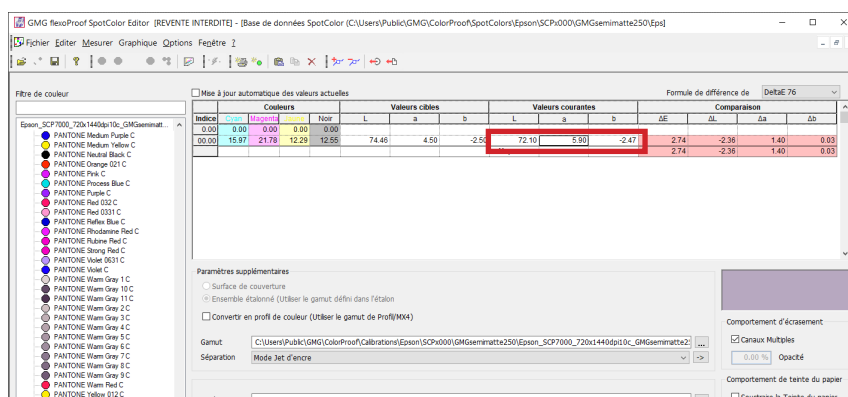 GMG flexoProof SpotColor Editor [REVENTE INTERDITE] - [Base de données SpotColor (C:\Users\Public\GMG\ColorProof\SpotColors\Epson\SCPx000\GMGsemimatte250\Eps]
Fichier Editer Mesurer Graphique Options Fenêtre ?
Filtre de couleur
Mise à jour automatique des valeurs actuelles
Formule de différence de DeltaE 76
Couleurs Valeurs cibles Valeurs courantes Comparaison
Indice Cyan Magenta Jaune Noir L a b L a b ΔE ΔL Δa Δb
0.00 0.00 0.00 0.00 0.00
00.00 15.97 21.78 12.29 12.55 74.46 4.50 -2.50 72.10 5.90 -2.47 2.74 -2.36 1.40 0.03
2.74 -2.36 1.40 0.03
Epson_SCP7000_720x1440dpi10c_GMGsemimatt...
PANTONE Medium Purple C
PANTONE Medium Yellow C
PANTONE Neutral Black C
PANTONE Orange 021 C
PANTONE Pink C
PANTONE Process Blue C
PANTONE Purple C
PANTONE Red 032 C
PANTONE Red 0331 C
PANTONE Reflex Blue C
PANTONE Rhodamine Red C
PANTONE Rubine Red C
PANTONE Strong Red C
PANTONE Violet 0631 C
PANTONE Violet C
PANTONE Warm Gray 1 C
PANTONE Warm Gray 10 C
PANTONE Warm Gray 11 C
PANTONE Warm Gray 2 C
PANTONE Warm Gray 3 C
PANTONE Warm Gray 4 C
PANTONE Warm Gray 5 C
PANTONE Warm Gray 6 C
PANTONE Warm Gray 7 C
PANTONE Warm Gray 8 C
PANTONE Warm Gray 9 C
PANTONE Warm Red C
PANTONE Yellow 012 C
Paramètres supplémentaires
Surface de couverture
Ensemble étalonné (Utiliser le gamut défini dans l'étalon
Convertir en profil de couleur (Utiliser le gamut de Profil/MX4)
Gamut C:\Users\Public\GMG\ColorProof\Calibrations\Epson\SCPx000\GMGsemimatte250\Epson_SCP7000_720x1440dpi10c_GMGsemimatte2! ...
Séparation Mode Jet d'encre ->
Comportement d'écrasement
Canaux Multiples
0.00 % Opacité
Comportement de teinte du papier
Soustraire la Teinte du papier